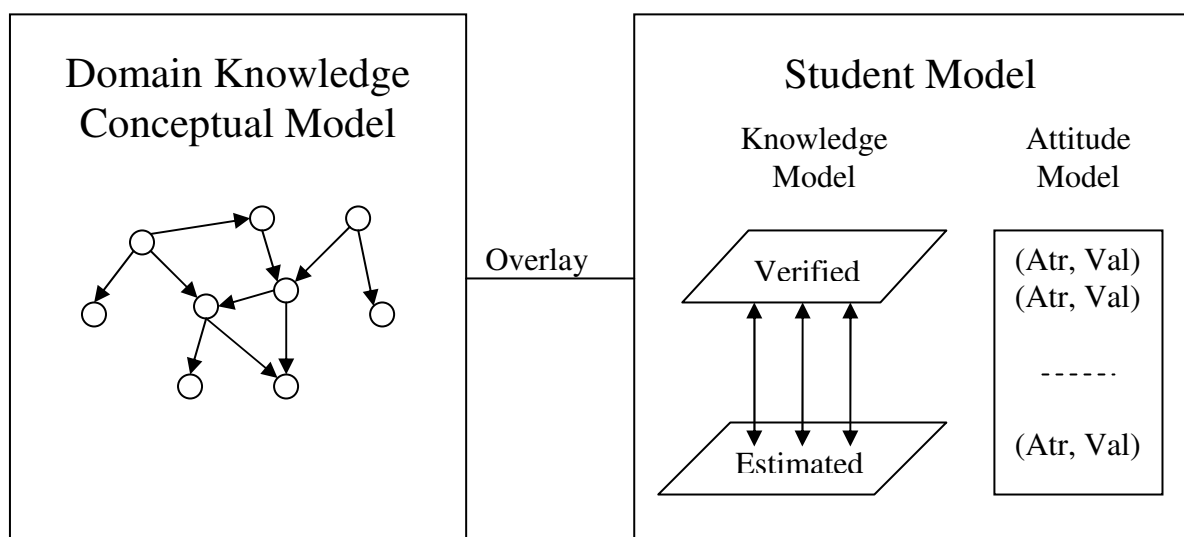 Domain Knowledge
Conceptual Model
Overlay
Student Model
Knowledge
Model
Verified
Estimated
Attitude
Model
(Atr, Val)
(Atr, Val)
------
(Atr, Val)